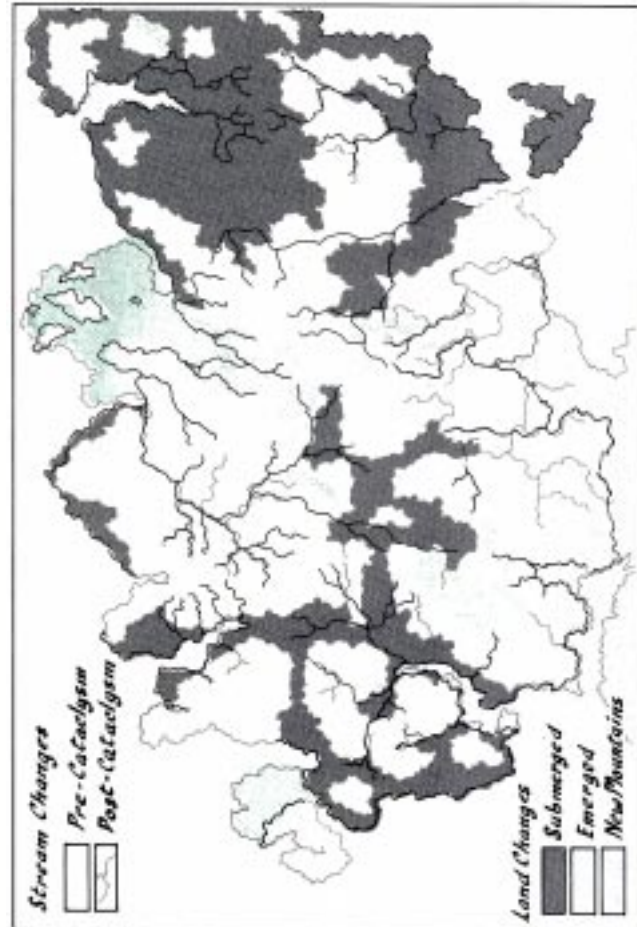 Stream Changes
Pre-Cataclysm
Post-Cataclysm
Land Changes
Submerged
Emerged
New Mountains